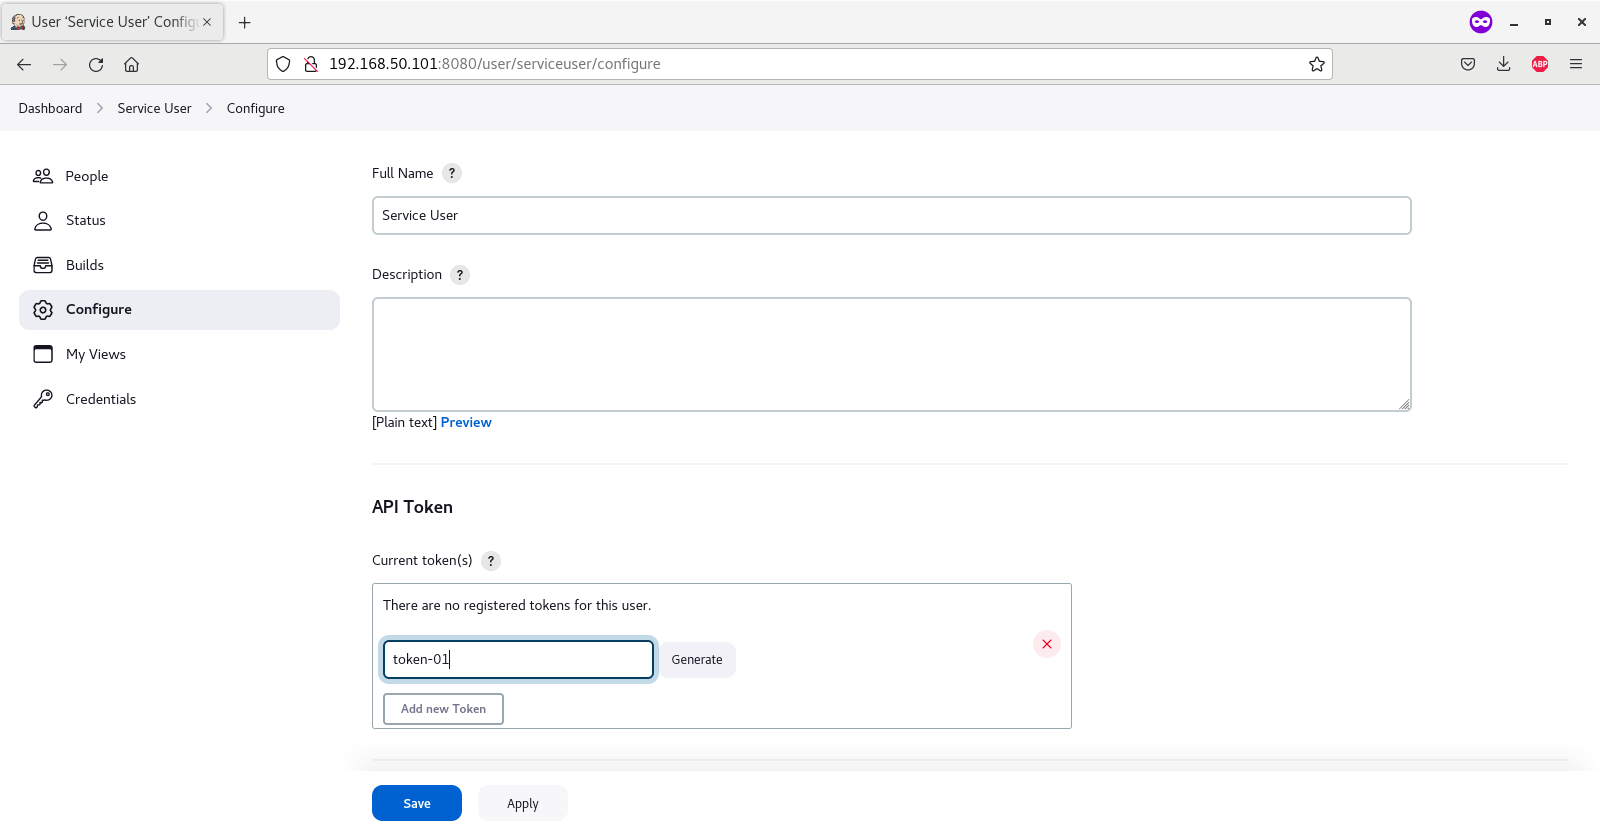 User ‘Service User’ Config
192.168.50.101:8080/user/serviceuser/configure
ABP
Dashboard Service User Configure
People
Status
Builds
Configure
My Views
Credentials
Full Name ?
Service User
Description ?
[Plain text] Preview
API Token
Current token(s) ?
There are no registered tokens for this user.
token-01 Generate
Add new Token
Save Apply